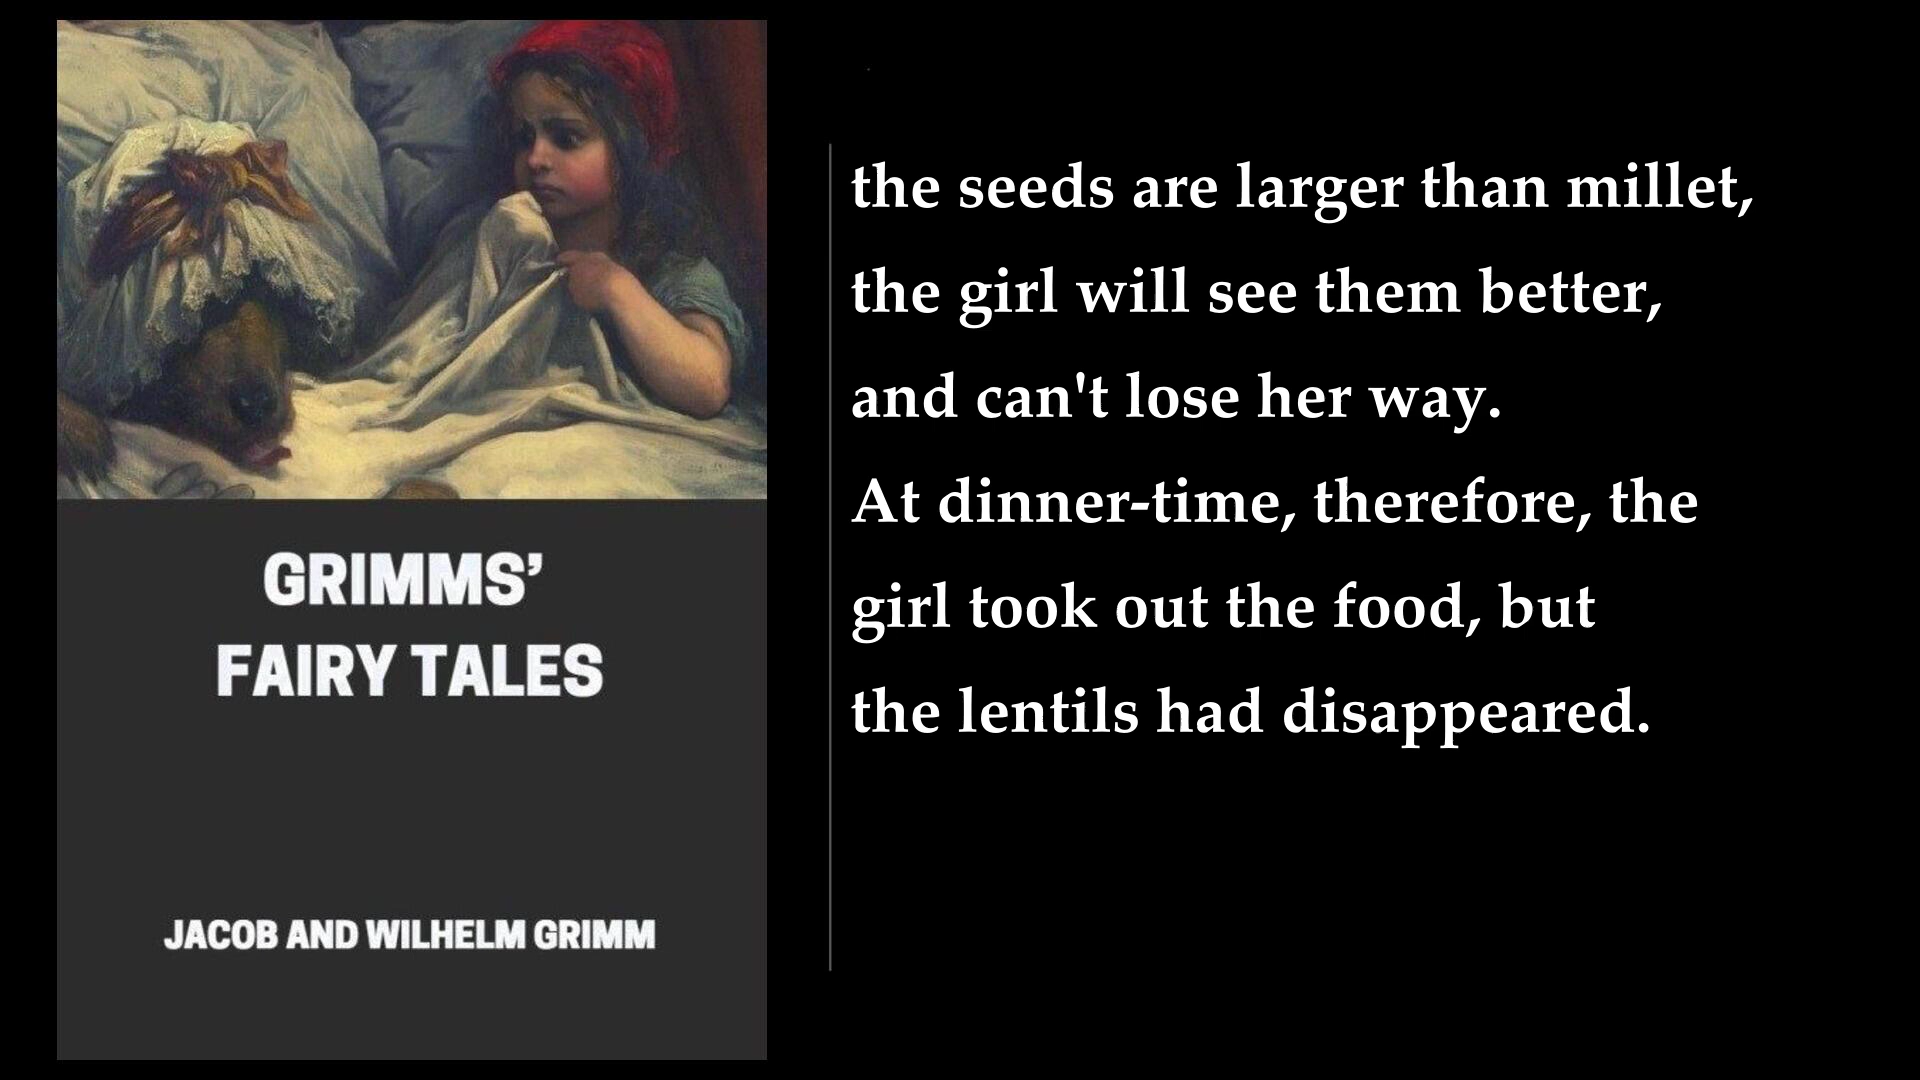 GRIMMS’
FAIRY TALES
JACOB AND WILHELM GRIMM
the seeds are larger than millet,
the girl will see them better,
and can't lose her way.
At dinner-time, therefore, the
girl took out the food, but
the lentils had disappeared.